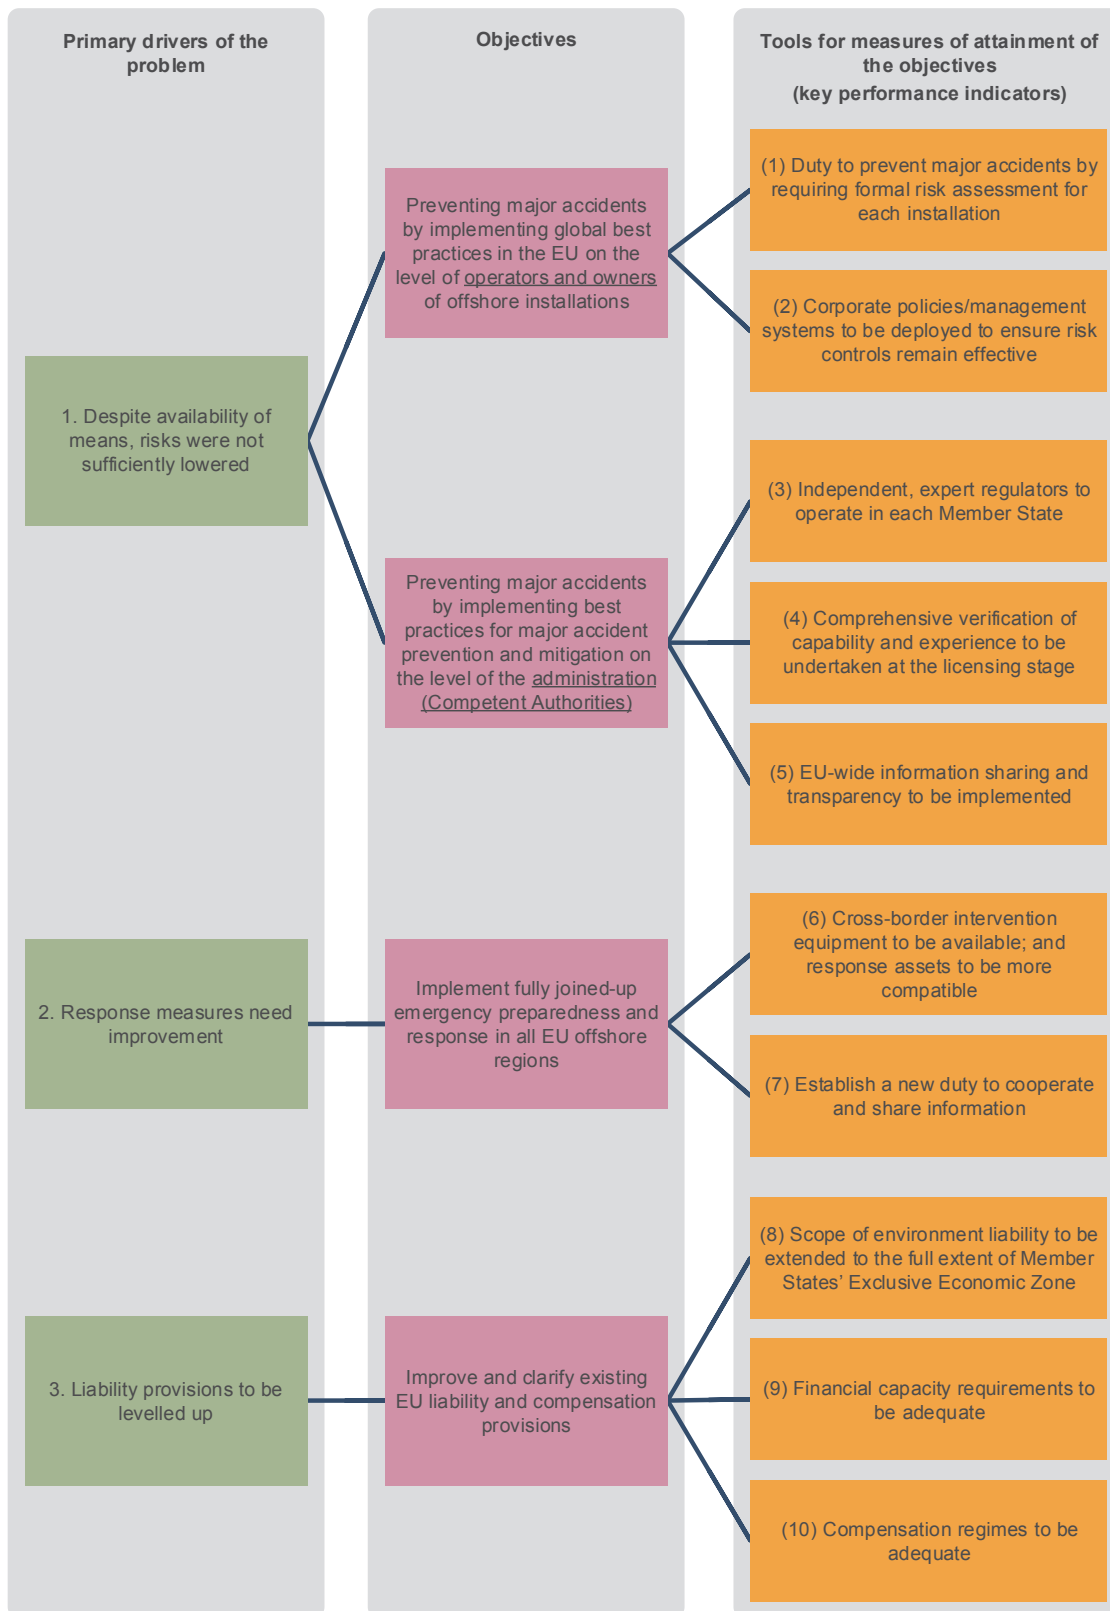 Primary drivers of the
problem
Objectives
Tools for measures of attainment of
the objectives
(key performance indicators)
1. Despite availability of
means, risks were not
sufficiently lowered
Preventing major accidents
by implementing global best
practices in the EU on the
level of operators and owners
of offshore installations
(1) Duty to prevent major accidents by
requiring formal risk assessment for
each installation
(2) Corporate policies/management
systems to be deployed to ensure risk
controls remain effective
Preventing major accidents
by implementing best
practices for major accident
prevention and mitigation on
the level of the administration
(Competent Authorities)
(3) Independent, expert regulators to
operate in each Member State
(4) Comprehensive verification of
capability and experience to be
undertaken at the licensing stage
(5) EU-wide information sharing and
transparency to be implemented
2. Response measures need
improvement
Implement fully joined-up
emergency preparedness and
response in all EU offshore
regions
(6) Cross-border intervention
equipment to be available; and
response assets to be more
compatible
(7) Establish a new duty to cooperate
and share information
3. Liability provisions to be
levelled up
Improve and clarify existing
EU liability and compensation
provisions
(8) Scope of environment liability to be
extended to the full extent of Member
States’ Exclusive Economic Zone
(9) Financial capacity requirements to
be adequate
(10) Compensation regimes to be
adequate